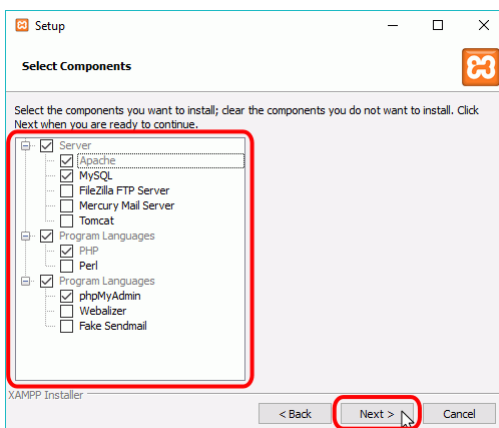 Setup
Select Components
Select the components you want to install; clear the components you do not want to install. Click
Next when you are ready to continue.
Server
Apache
MySQL
FileZilla FTP Server
Mercury Mail Server
Tomcat
Program Languages
PHP
Perl
Program Languages
phpMyAdmin
Webalizer
Fake Sendmail
XAMPP Installer
< Back
Next >
Cancel